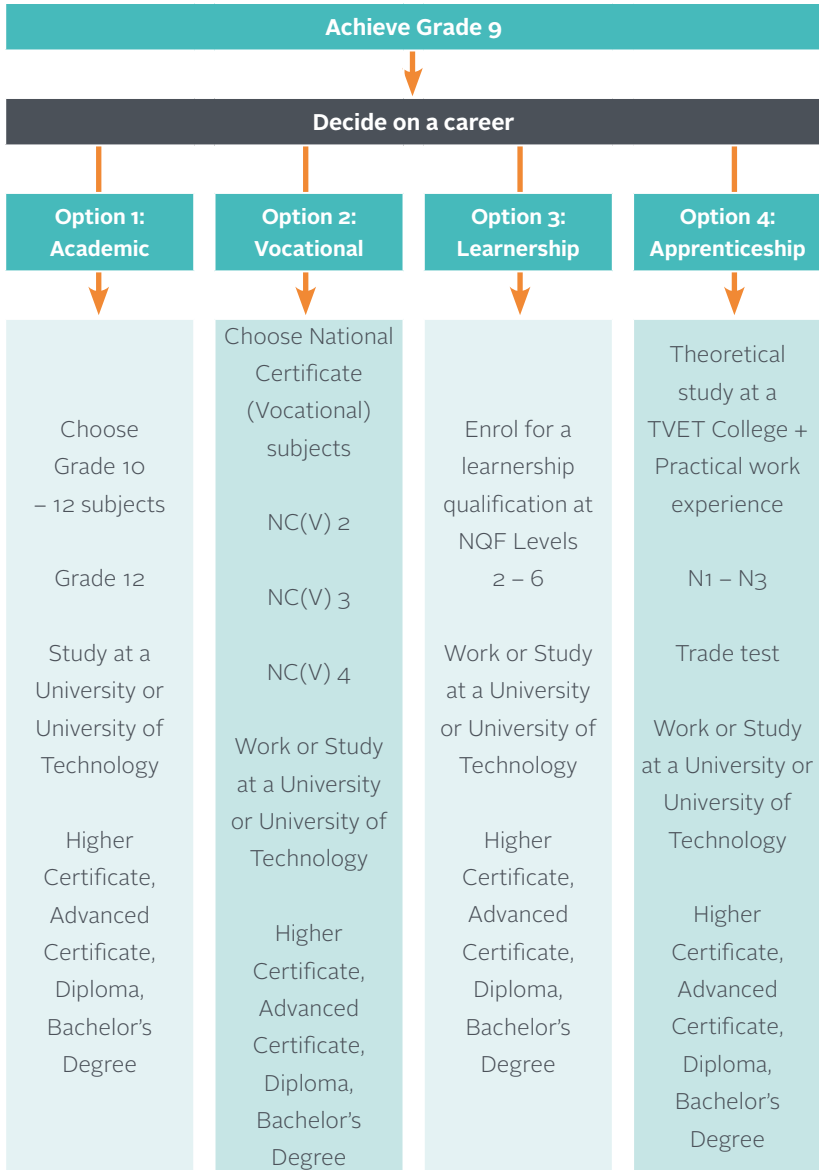 Achieve Grade 9
Decide on a career
Option 1:
Academic
Option 2:
Vocational
Option 3:
Learnership
Option 4:
Apprenticeship
Choose
Grade 10
– 12 subjects
Grade 12
Study at a
University or
University of
Technology
Higher
Certificate,
Advanced
Certificate,
Diploma,
Bachelor's
Degree
Choose National
Certificate
(Vocational)
subjects
NC(V) 2
NC(V) 3
NC(V) 4
Work or Study
at a University
or University of
Technology
Higher
Certificate,
Advanced
Certificate,
Diploma,
Bachelor's
Degree
Enrol for a
learnership
qualification at
NQF Levels
2 – 6
Work or Study
at a University
or University of
Technology
Higher
Certificate,
Advanced
Certificate,
Diploma,
Bachelor's
Degree
Theoretical
study at a
TVET College +
Practical work
experience
N1 – N3
Trade test
Work or Study
at a University or
University of
Technology
Higher
Certificate,
Advanced
Certificate,
Diploma,
Bachelor's
Degree